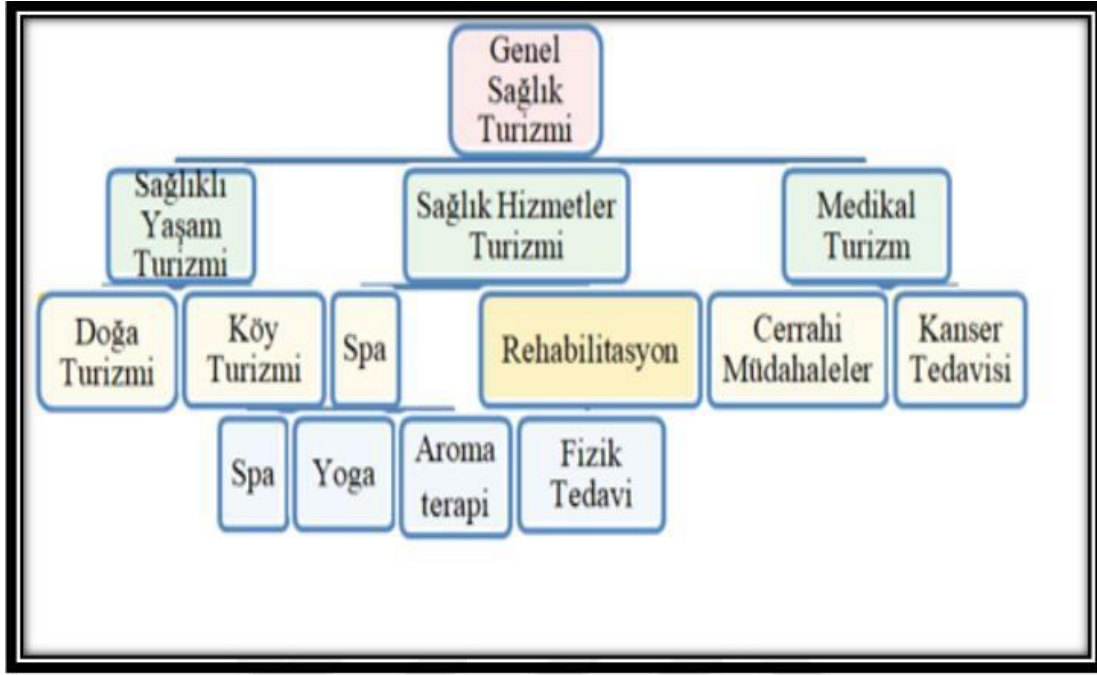 Genel
Sağlık
Turizmi
Sağlıklı
Yaşam
Turizmi
Sağlık Hizmetler
Turizmi
Medikal
Turizm
Doğa
Turizmi
Köy
Turizmi
Spa
Rehabilitasyon
Cerrahi
Müdahaleler
Kanser
Tedavisi
Spa
Yoga
Aroma
terapi
Fizik
Tedavi